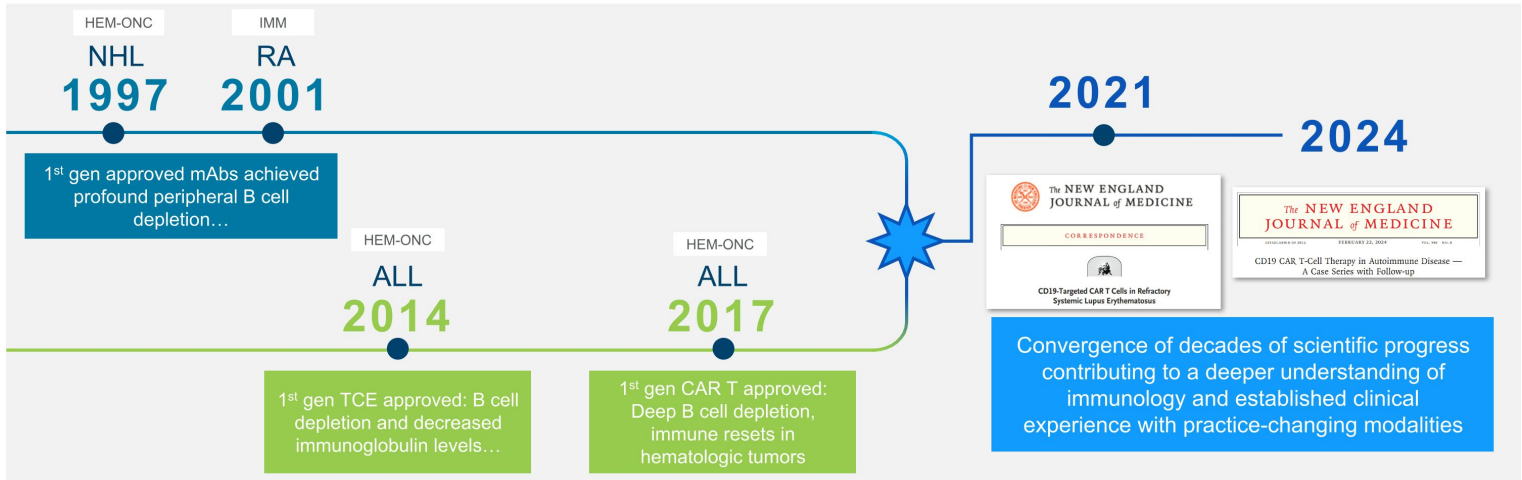 HEM-ONC
NHL
1997
IMM
RA
2001
1st gen approved mAbs achieved
profound peripheral B cell
depletion…
HEM-ONC
ALL
2014
1st gen TCE approved: B cell
depletion and decreased
immunoglobulin levels…
HEM-ONC
ALL
2017
1st gen CAR T approved:
Deep B cell depletion,
immune resets in
hematologic tumors
2021
2024
The NEW ENGLAND
JOURNAL of MEDICINE
CORRESPONDENCE
CD19-Targeted CAR T Cells in Refractory
Systemic Lupus Erythematosus
The NEW ENGLAND
JOURNAL of MEDICINE
ESTABLISHED IN 1812 FEBRUARY 22, 2024
CD19 CAR T-Cell Therapy in Autoimmune Disease —
A Case Series with Follow-up
Convergence of decades of scientific progress
contributing to a deeper understanding of
immunology and established clinical
experience with practice-changing modalities